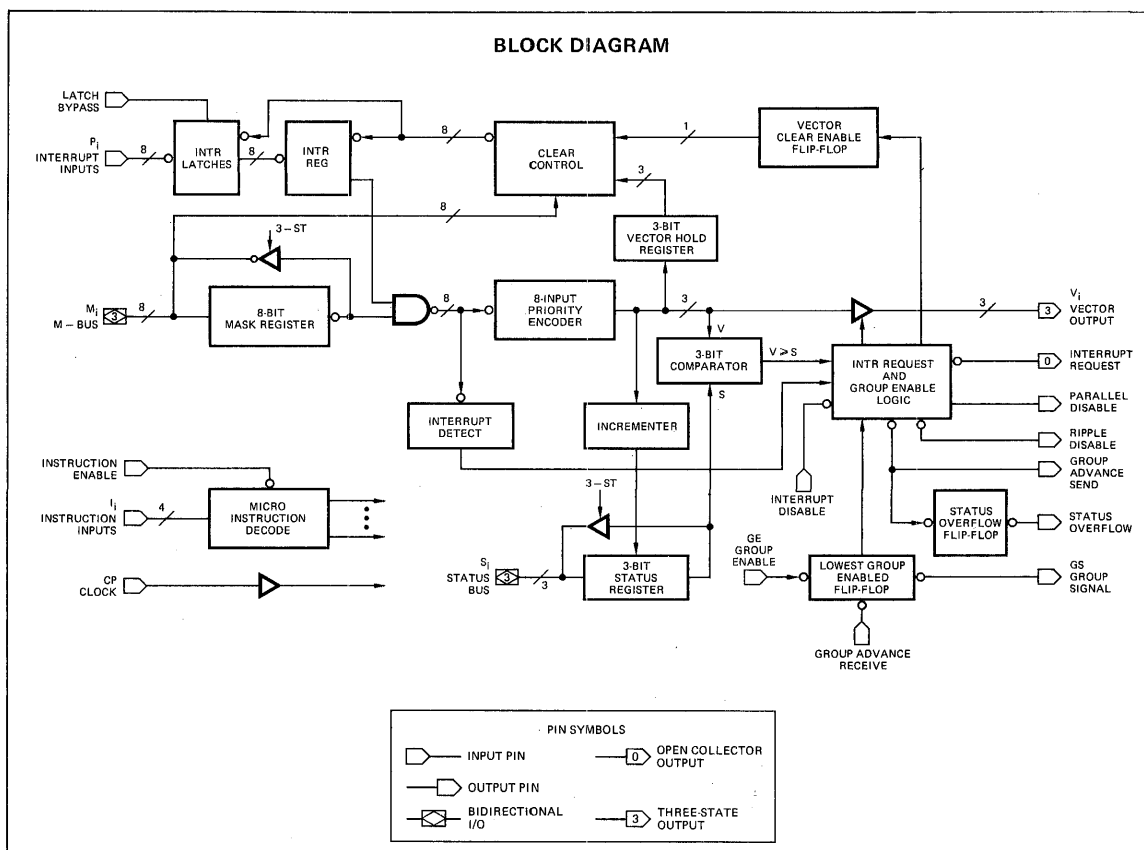 BLOCK DIAGRAM
LATCH
BYPASS
Pi
INTERRUPT
INPUTS
8
INTR
LATCHES
8
INTR
REG
8
CLEAR
CONTROL
1
VECTOR
CLEAR ENABLE
FLIP-FLOP
8
3
3-BIT
VECTOR HOLD
REGISTER
3-ST
Mi
M-BUS
3
8
8-BIT
MASK REGISTER
8
8-INPUT
PRIORITY
ENCODER
3
V
3-BIT
COMPARATOR
V ≥ S
S
3
3
Vi
VECTOR
OUTPUT
INTR REQUEST
AND
GROUP ENABLE
LOGIC
0
INTERRUPT
REQUEST
PARALLEL
DISABLE
RIPPLE
DISABLE
GROUP
ADVANCE
SEND
INTERRUPT
DETECT
INCREMENTER
INTERRUPT
DISABLE
STATUS
OVERFLOW
FLIP-FLOP
STATUS
OVERFLOW
INSTRUCTION
ENABLE
Ii
INSTRUCTION
INPUTS
4
MICRO
INSTRUCTION
DECODE
CP
CLOCK
3-ST
Si
STATUS
BUS
3
3
3-BIT
STATUS
REGISTER
GE
GROUP
ENABLE
LOWEST GROUP
ENABLED
FLIP-FLOP
GS
GROUP
SIGNAL
GROUP ADVANCE
RECEIVE
PIN SYMBOLS
INPUT PIN
0
OPEN COLLECTOR
OUTPUT
OUTPUT PIN
BIDIRECTIONAL
I/O
3
THREE-STATE
OUTPUT